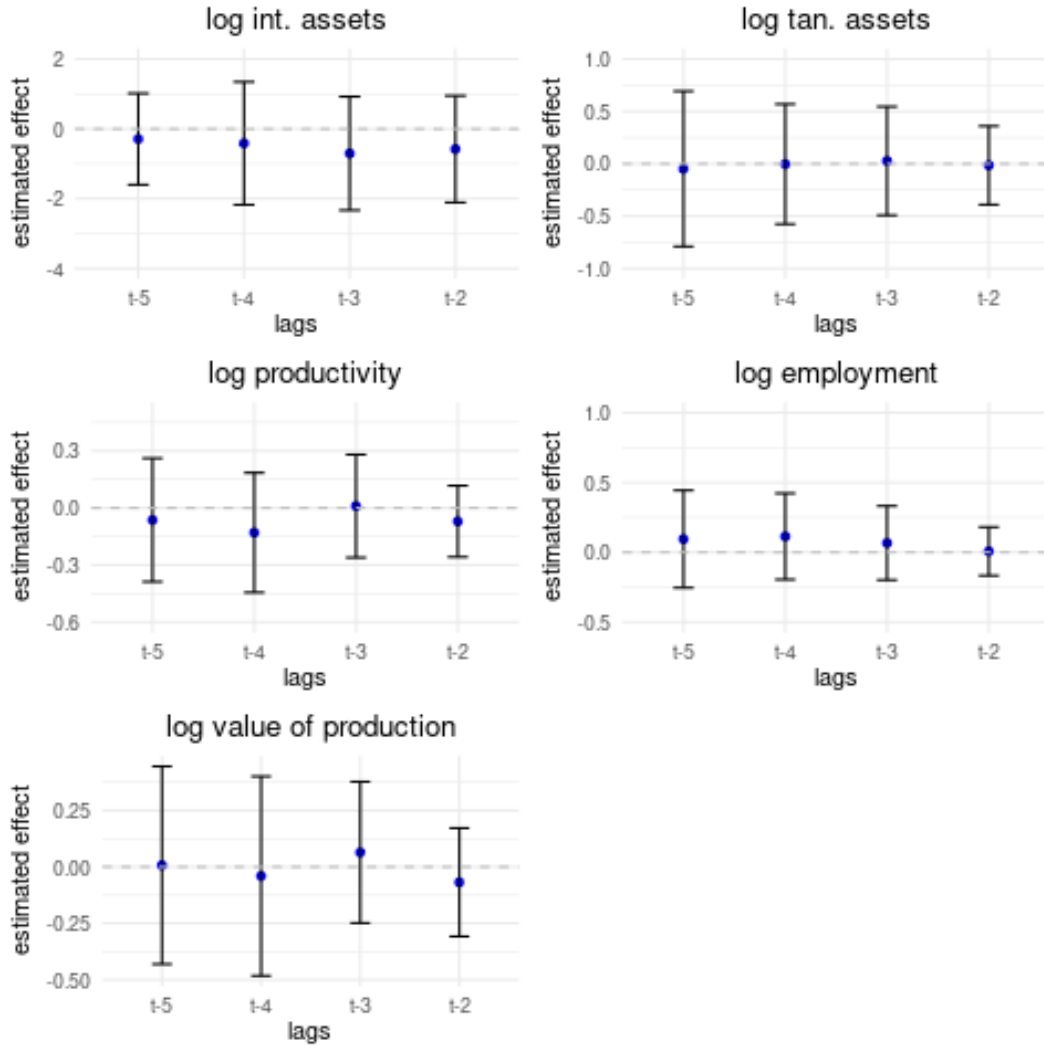 log int. assets
estimated effect
2
0
-2
-4
t-5 t-4 t-3 t-2
lags
log tan. assets
estimated effect
1.0
0.5
0.0
-0.5
-1.0
t-5 t-4 t-3 t-2
lags
log productivity
estimated effect
0.3
0.0
-0.3
-0.6
t-5 t-4 t-3 t-2
lags
log employment
estimated effect
1.0
0.5
0.0
-0.5
t-5 t-4 t-3 t-2
lags
log value of production
estimated effect
0.25
0.00
-0.25
-0.50
t-5 t-4 t-3 t-2
lags